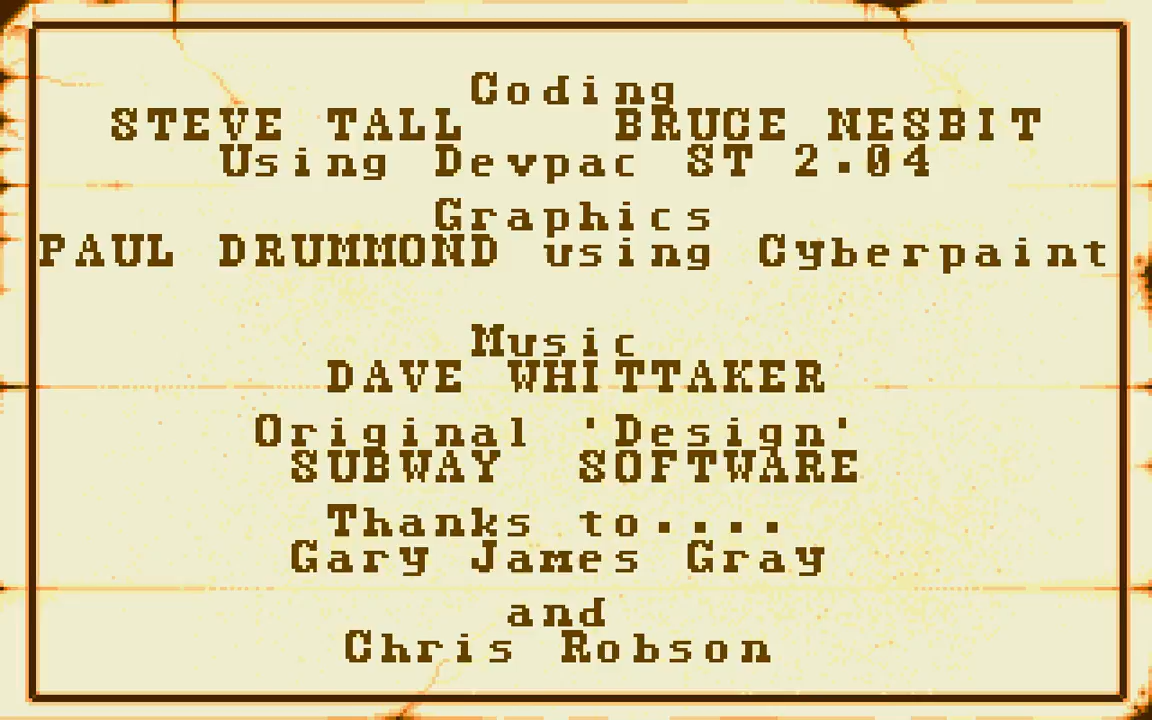 Coding
STEVE TALL BRUCE NESBIT
Using Devpac ST 2.04
Graphics
PAUL DRUMMOND using Cyberpaint
Music
DAVE WHITTAKER
Original 'Design'
SUBWAY SOFTWARE
Thanks to....
Gary James Gray
and
Chris Robson